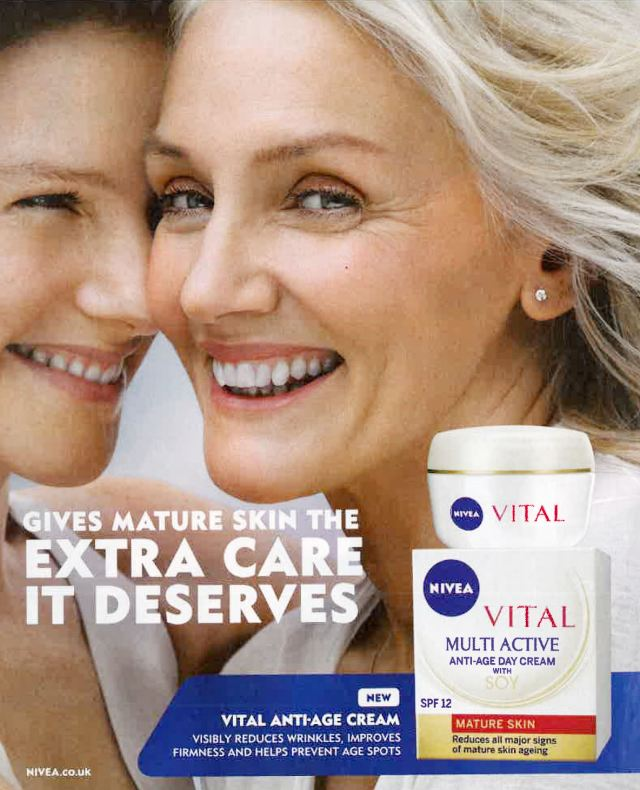 GIVES MATURE SKIN THE
EXTRA CARE
IT DESERVES
NIVEA VITAL
NIVEA
VITAL
MULTI ACTIVE
ANTI-AGE DAY CREAM
WITH
SOY
SPF 12
MATURE SKIN
Reduces all major signs
of mature skin ageing
NEW
VITAL ANTI-AGE CREAM
VISIBLY REDUCES WRINKLES, IMPROVES
FIRMNESS AND HELPS PREVENT AGE SPOTS
NIVEA.co.uk